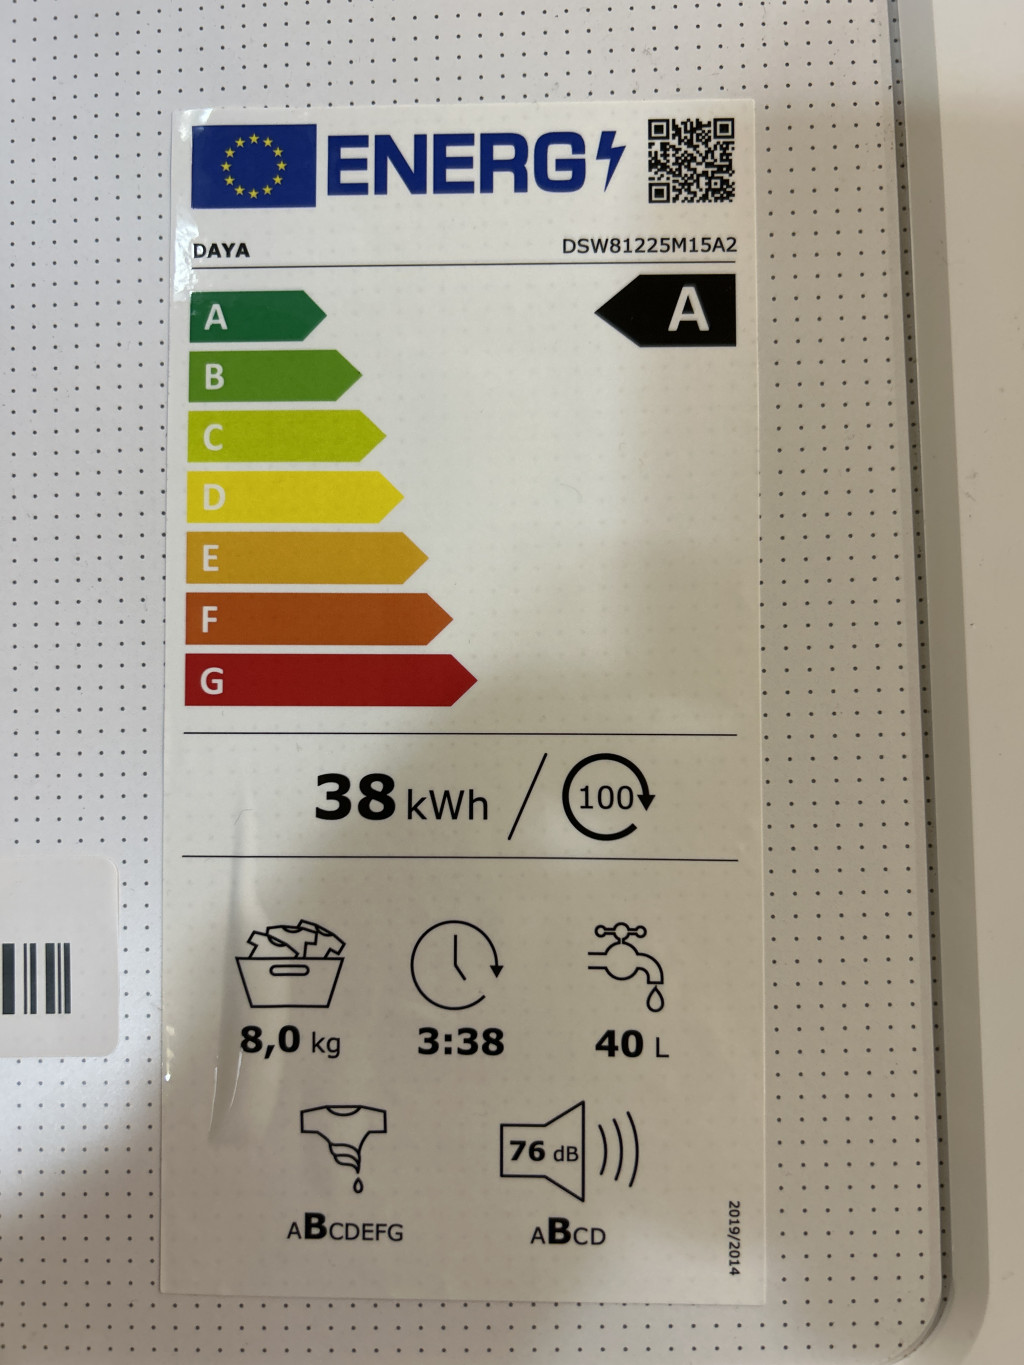 ENERG
DAYA DSW81225M15A2
A A
B
C
D
E
F
G
38 kWh / 100
8,0 kg 3:38 40 L
76 dB
ABCDEFG ABCD
2019/2014